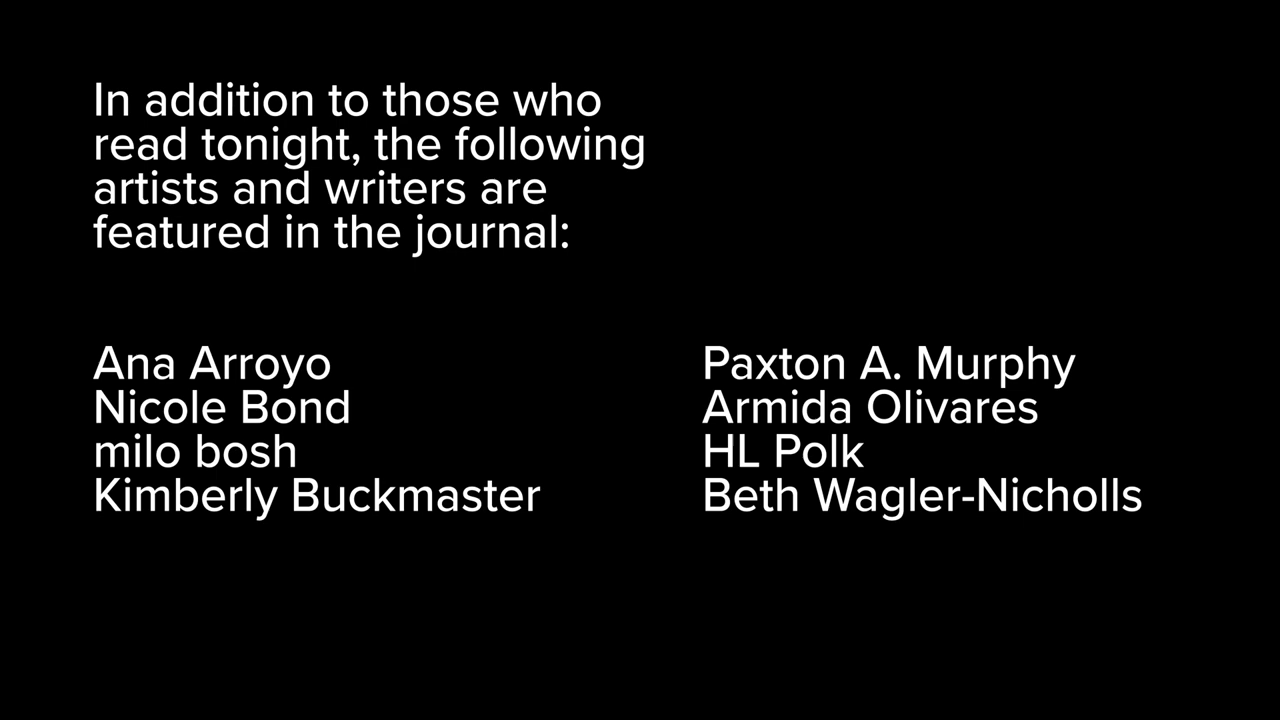 In addition to those who
read tonight, the following
artists and writers are
featured in the journal:
Ana Arroyo
Nicole Bond
milo bosh
Kimberly Buckmaster
Paxton A. Murphy
Armida Olivares
HL Polk
Beth Wagler-Nicholls